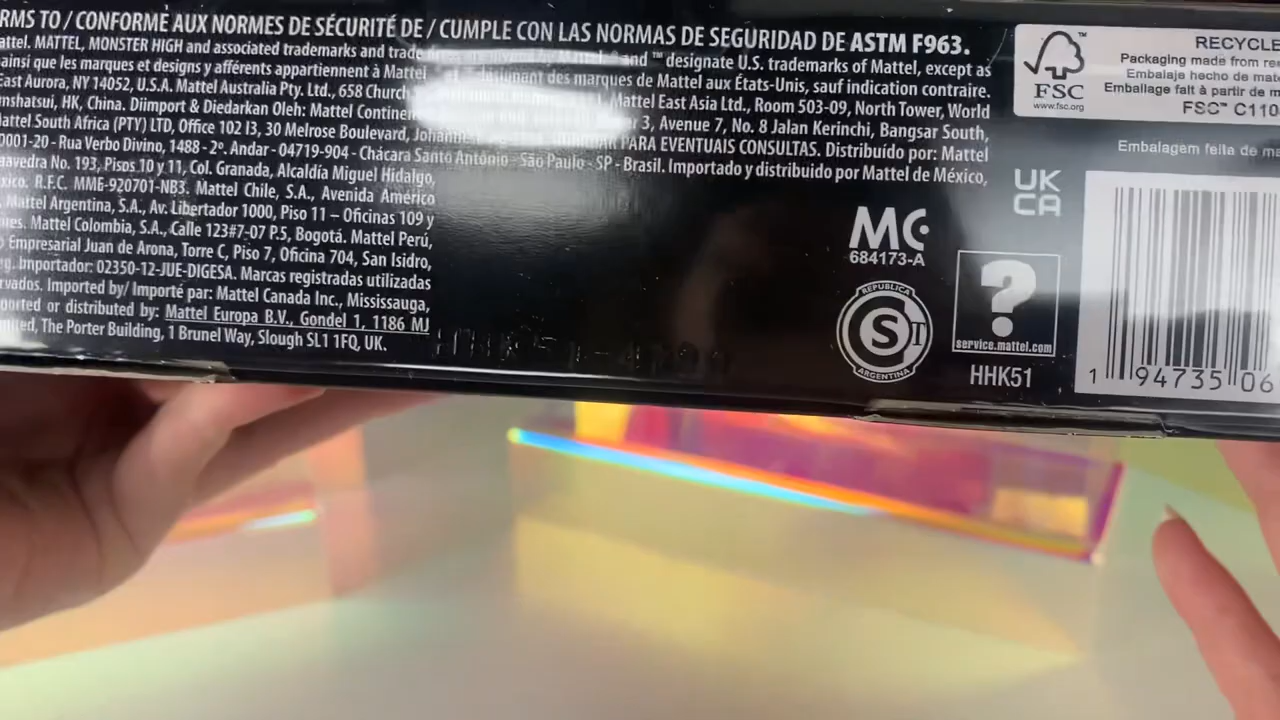 RMS TO / CONFORME AUX NORMES DE SÉCURITÉ DE / CUMPLE CON LAS NORMAS DE SEGURIDAD DE ASTM F963.
attel. MATTEL, MONSTER HIGH and associated trademarks and trade and ™ designate U.S. trademarks of Mattel, except as
ainsi que les marques et designs y afférents appartiennent à Mattel désignant des marques de Mattel aux États-Unis, sauf indication contraire.
East Aurora, NY 14052, U.S.A. Mattel Australia Pty. Ltd., 658 Church Mattel East Asia Ltd., Room 503-09, North Tower, World
mshatsui, HK, China. Diimport & Diedarkan Oleh: Mattel Continen r 3, Avenue 7, No. 8 Jalan Kerinchi, Bangsar South,
attel South Africa (PTY) LTD, Office 102 I3, 30 Melrose Boulevard, PARA EVENTUAIS CONSULTAS. Distribuído por: Mattel
0001-20 - Rua Verbo Divino, 1488 - 2º. Andar - 04719-904 - Chácara Santo Antônio - São Paulo - SP - Brasil. Importado y distribuido por Mattel de México,
aavedra No. 193, Pisos 10 y 11, Col. Granada, Alcaldía Miguel Hidalgo,
xico. R.F.C. MME-920701-NB3. Mattel Chile, S.A., Avenida Américo
Mattel Argentina, S.A., Av. Libertador 1000, Piso 11 – Oficinas 109 y
ires. Mattel Colombia, S.A., Calle 123#7-07 P.5, Bogotá. Mattel Perú,
Empresarial Juan de Arona, Torre C, Piso 7, Oficina 704, San Isidro,
eg. Importador: 02350-12-JUE-DIGESA. Marcas registradas utilizadas
rvados. Imported by/ Importé par: Mattel Canada Inc., Mississauga,
ported or distributed by: Mattel Europa B.V., Gondel 1, 1186 MJ
mited, The Porter Building, 1 Brunel Way, Slough SL1 1FQ, UK.
MC
684173-A
REPUBLICA
S T
ARGENTINA
?
service.mattel.com
HHK51
FSC
www.fsc.org
RECYCLE
Packaging made from re
Embalaje hecho de mat
Emballage fait à partir de m
FSC™ C110
Embalagem feita de ma
UK
CA
1 94735 06